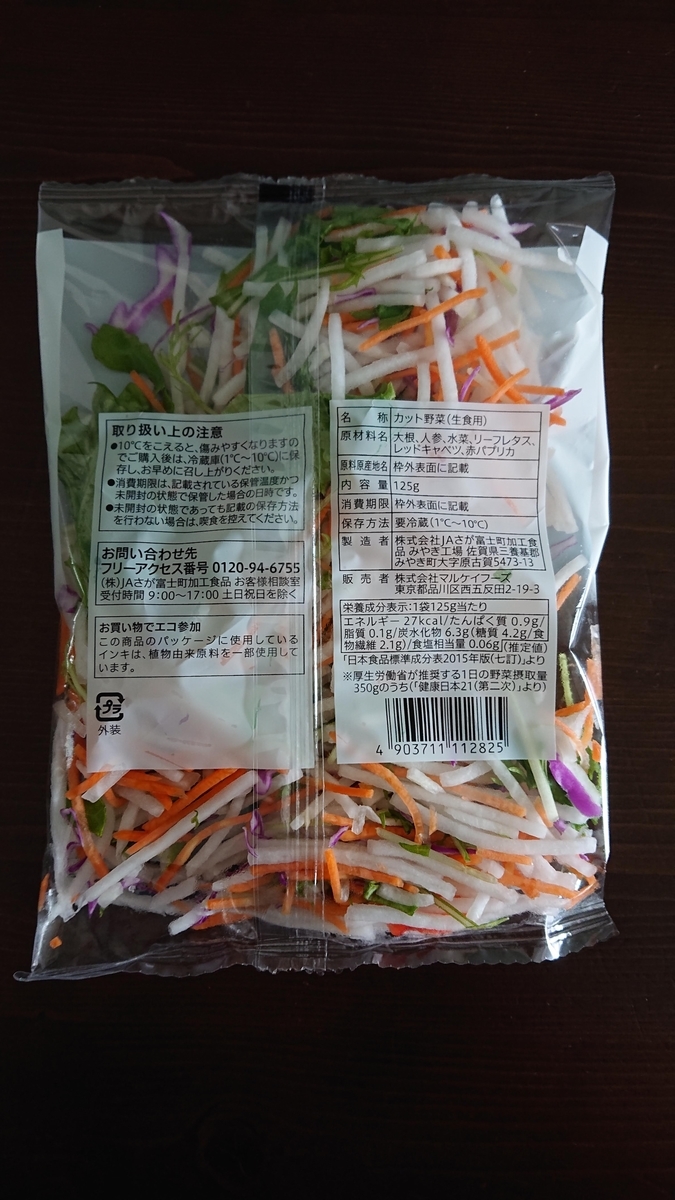 取り扱い上の注意
●10℃をこえると、傷みやすくなりますの
でご購入後は、冷蔵庫(1℃～10℃)に保
存し、お早めに召し上がりください。
●消費期限は、記載されている保管温度かつ
未開封の状態で保管した場合の日時です。
●未開封の状態であっても記載の保存方法
を行わない場合は、喫食を控えてください。
お問い合わせ先
フリーアクセス番号 0120-94-6755
(株)JAさが富士町加工食品 お客様相談室
受付時間 9:00～17:00 土日祝日を除く
お買い物でエコ参加
この商品のパッケージに使用している
インキは、植物由来原料を一部使用して
います。
プラ
外装
名 称 カット野菜(生食用)
原材料名 大根、人参、水菜、リーフレタス、
レッドキャベツ、赤パプリカ
原料原産地名 枠外表面に記載
内容量 125g
消費期限 枠外表面に記載
保存方法 要冷蔵(1℃～10℃)
製造者 株式会社JAさが富士町加工食
品 みやき工場 佐賀県三養基郡
みやき町大字原古賀5473-13
販売者 株式会社マルケイフーズ
東京都品川区西五反田2-19-3
栄養成分表示:1袋125g当たり
エネルギー 27kcal/たんぱく質 0.9g/
脂質 0.1g/炭水化物 6.3g(糖質 4.2g/食
物繊維 2.1g)/食塩相当量 0.06g(推定値)
「日本食品標準成分表2015年版(七訂)」より
※厚生労働省が推奨する1日の野菜摂取量
350gのうち(「健康日本21(第二次)」より)
4 903711 112825